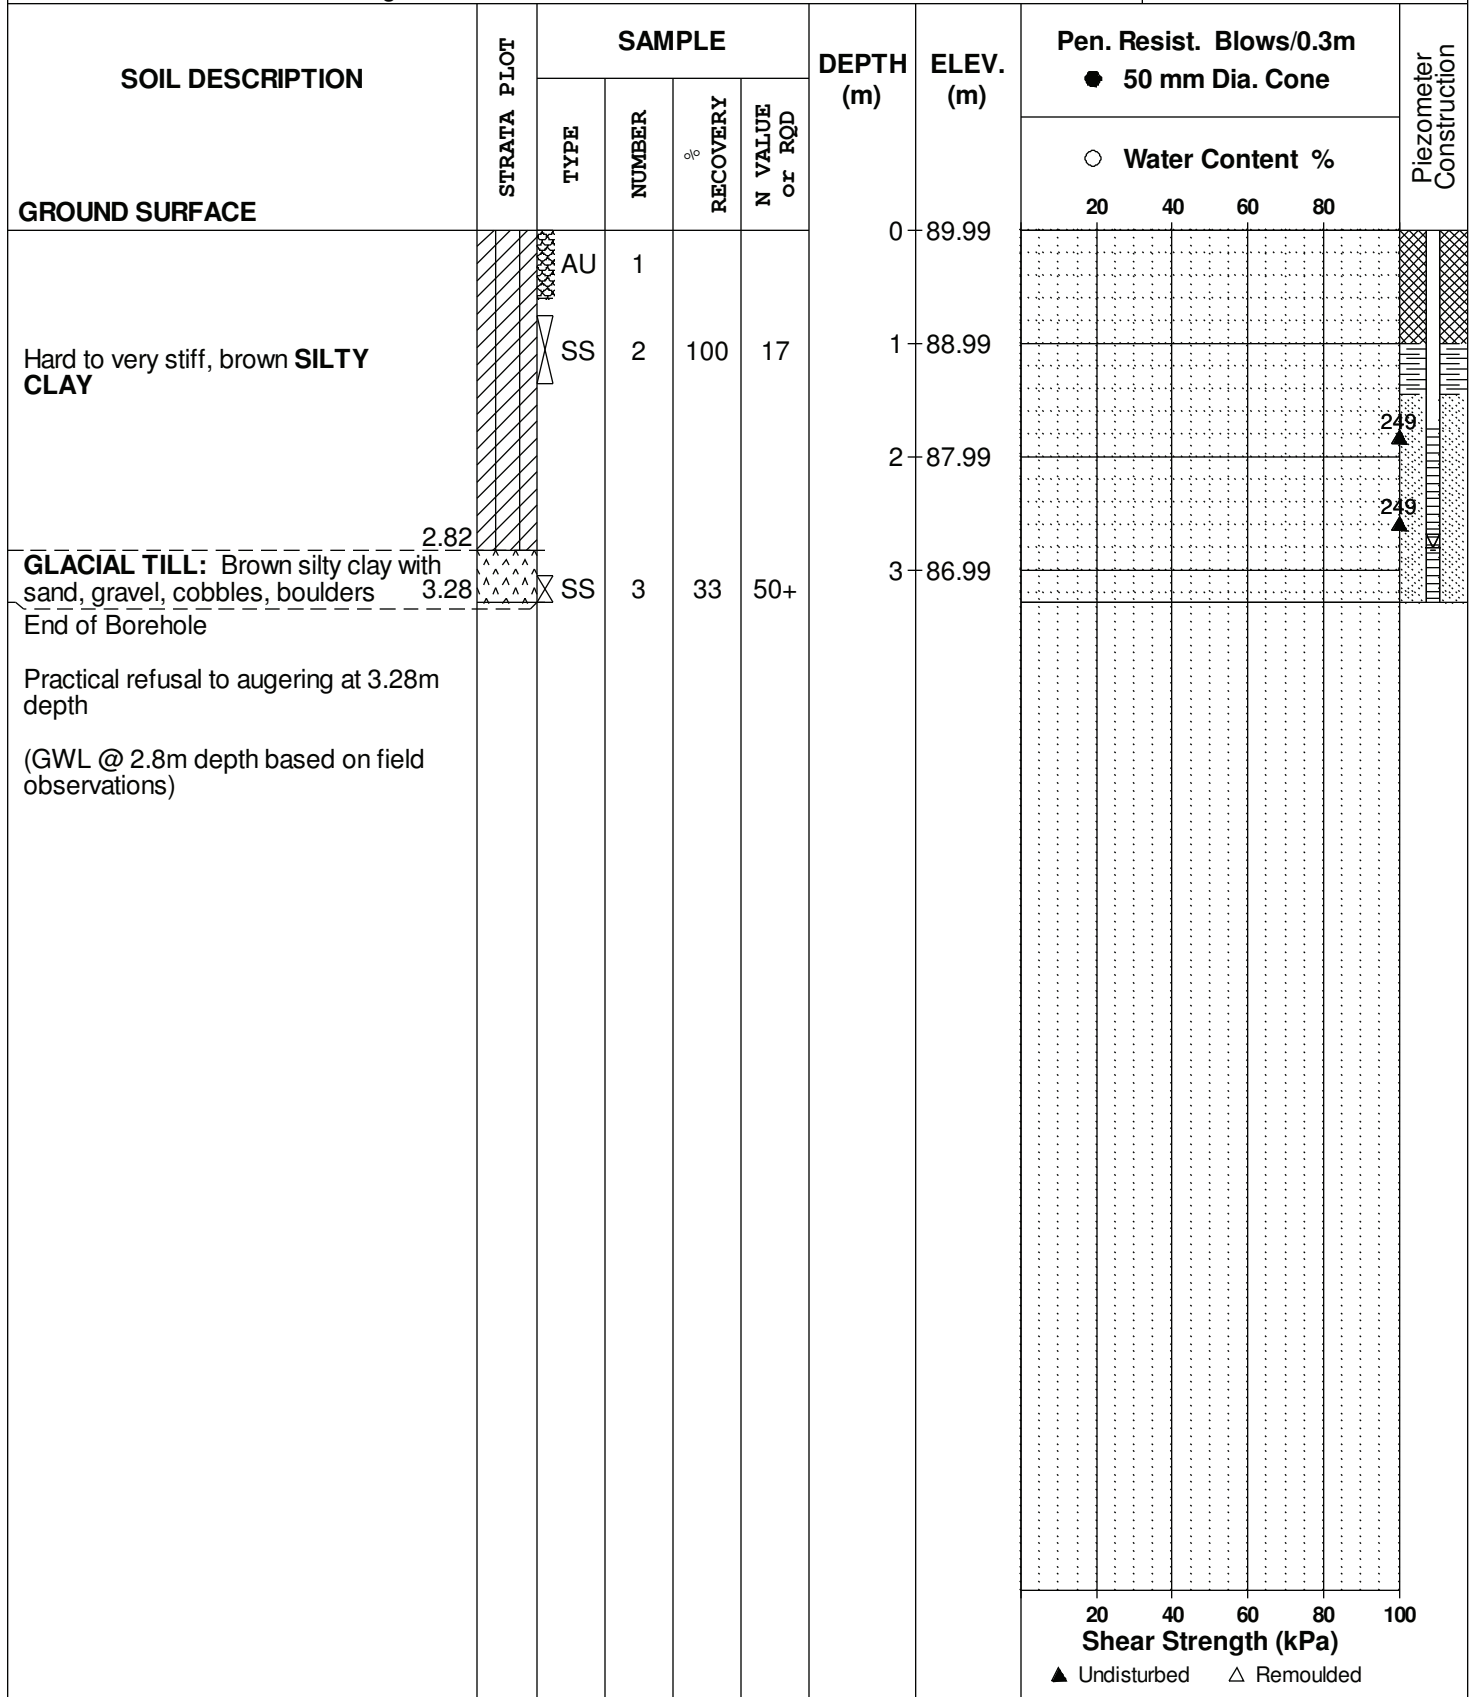 SOIL DESCRIPTION
GROUND SURFACE
STRATA PLOT
SAMPLE
TYPE
NUMBER
% RECOVERY
N VALUE or RQD
DEPTH (m)
ELEV. (m)
Pen. Resist. Blows/0.3m
● 50 mm Dia. Cone
○ Water Content %
20 40 60 80
Piezometer Construction
0 89.99
AU 1
Hard to very stiff, brown SILTY
CLAY
SS 2 100 17
1 88.99
249
2 87.99
249
2.82
GLACIAL TILL: Brown silty clay with
sand, gravel, cobbles, boulders 3.28
SS 3 33 50+
3 86.99
End of Borehole
Practical refusal to augering at 3.28m
depth
(GWL @ 2.8m depth based on field
observations)
20 40 60 80 100
Shear Strength (kPa)
▲ Undisturbed △ Remoulded